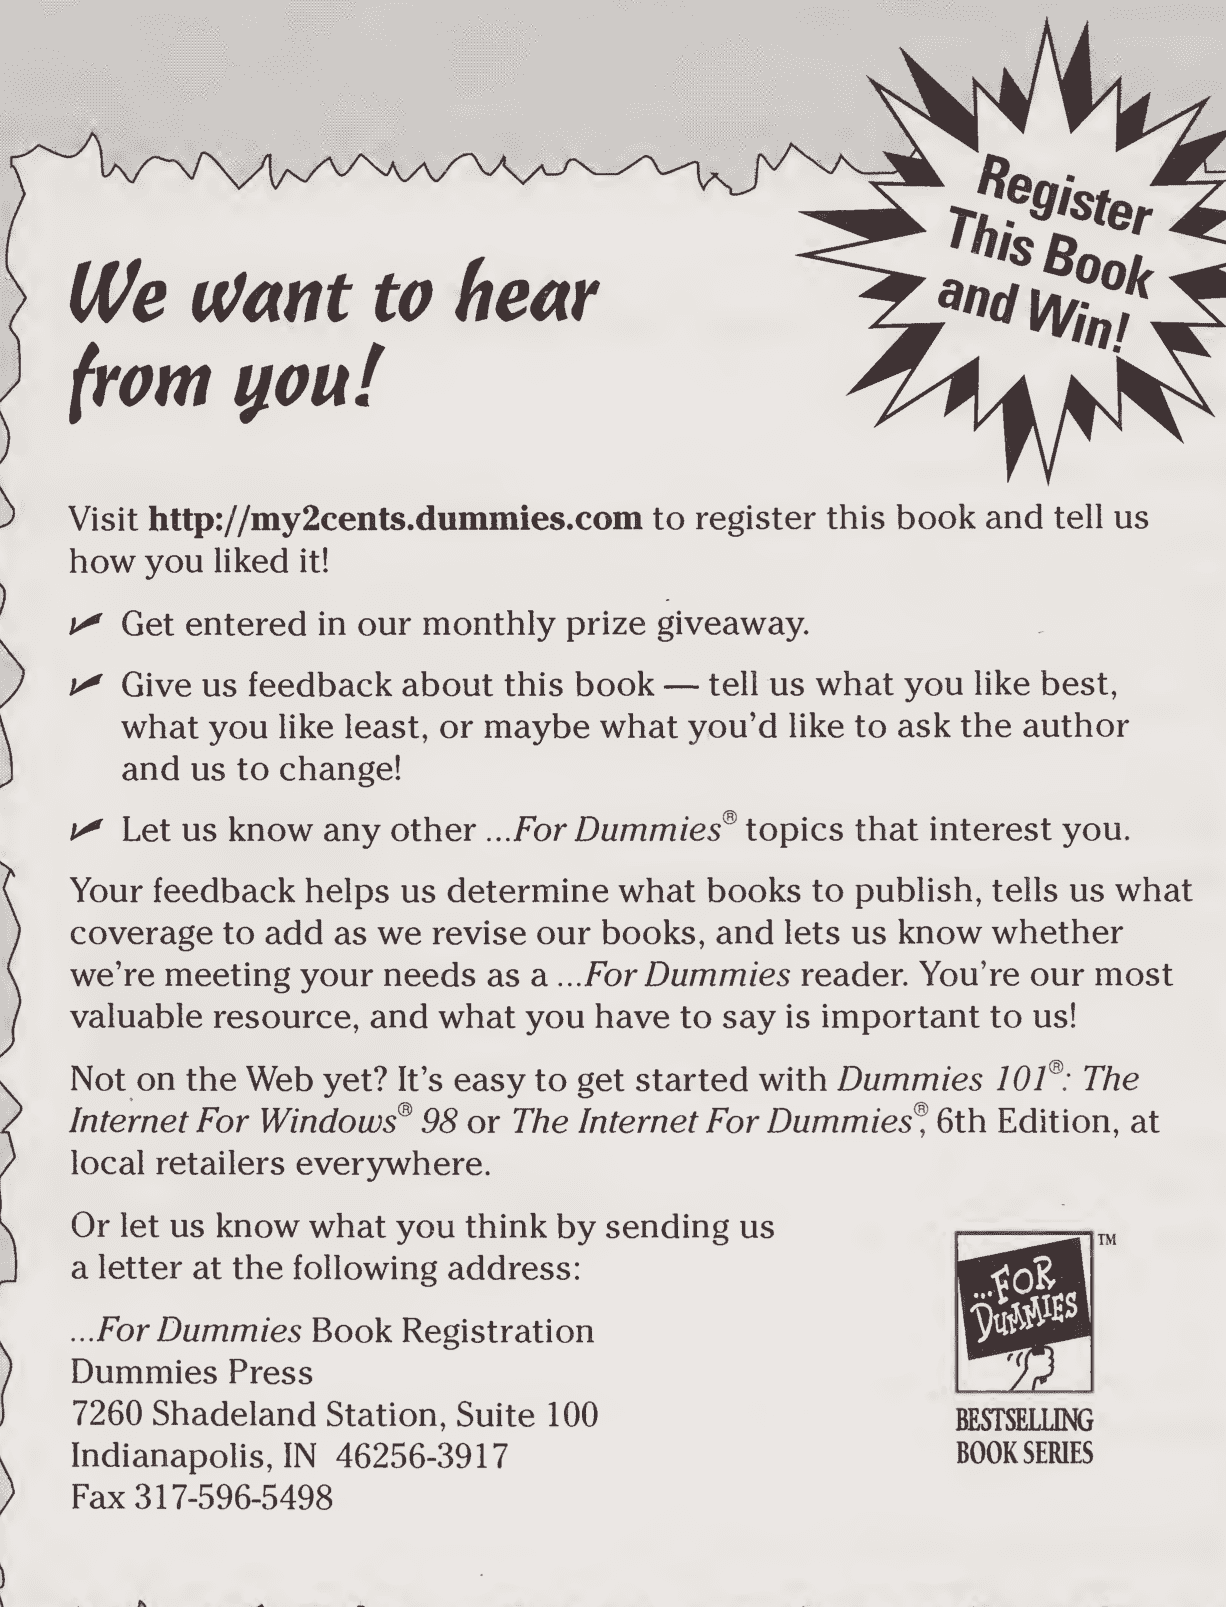 Register
This Book
and Win!
We want to hear
from you!
Visit http://my2cents.dummies.com to register this book and tell us
how you liked it!
✓ Get entered in our monthly prize giveaway.
✓ Give us feedback about this book — tell us what you like best,
what you like least, or maybe what you'd like to ask the author
and us to change!
✓ Let us know any other ...For Dummies® topics that interest you.
Your feedback helps us determine what books to publish, tells us what
coverage to add as we revise our books, and lets us know whether
we're meeting your needs as a ...For Dummies reader. You're our most
valuable resource, and what you have to say is important to us!
Not on the Web yet? It's easy to get started with Dummies 101®: The
Internet For Windows® 98 or The Internet For Dummies®, 6th Edition, at
local retailers everywhere.
Or let us know what you think by sending us
a letter at the following address:
...For Dummies Book Registration
Dummies Press
7260 Shadeland Station, Suite 100
Indianapolis, IN 46256-3917
Fax 317-596-5498
™
...FOR
DUMMIES
BESTSELLING
BOOK SERIES